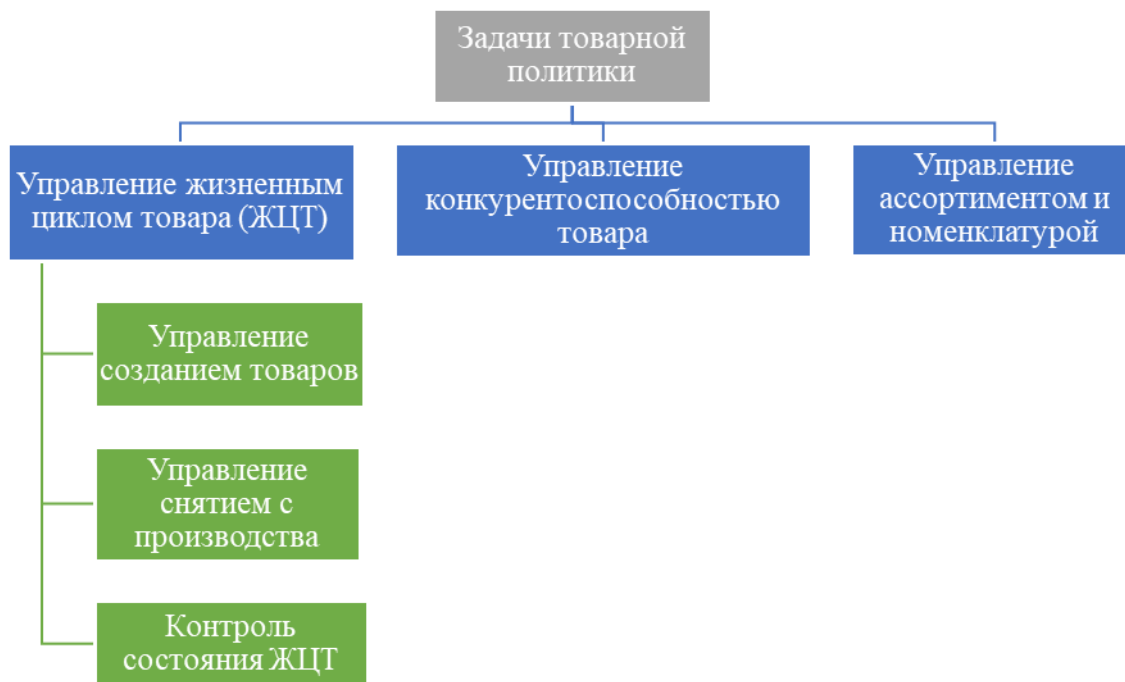 Задачи товарной
политики
Управление жизненным
циклом товара (ЖЦТ)
Управление
конкурентоспособностью
товара
Управление
ассортиментом и
номенклатурой
Управление
созданием товаров
Управление
снятием с
производства
Контроль
состояния ЖЦТ